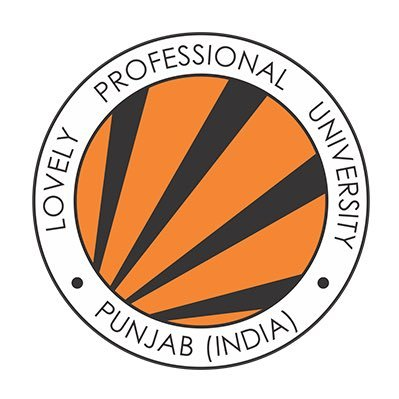 LOVELY PROFESSIONAL UNIVERSITY
PUNJAB (INDIA)